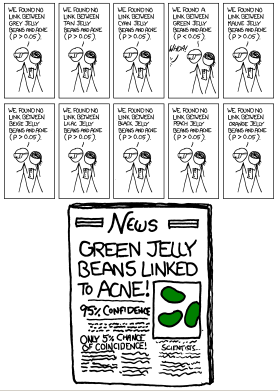 WE FOUND NO
LINK BETWEEN
GREY JELLY
BEANS AND ACNE
(P > 0.05).
WE FOUND NO
LINK BETWEEN
TAN JELLY
BEANS AND ACNE
(P > 0.05).
WE FOUND NO
LINK BETWEEN
CYAN JELLY
BEANS AND ACNE
(P > 0.05).
WE FOUND A
LINK BETWEEN
GREEN JELLY
BEANS AND ACNE
(P < 0.05).
WHOA!
WE FOUND NO
LINK BETWEEN
MAUVE JELLY
BEANS AND ACNE
(P > 0.05).
WE FOUND NO
LINK BETWEEN
BEIGE JELLY
BEANS AND ACNE
(P > 0.05).
WE FOUND NO
LINK BETWEEN
LILAC JELLY
BEANS AND ACNE
(P > 0.05).
WE FOUND NO
LINK BETWEEN
BLACK JELLY
BEANS AND ACNE
(P > 0.05).
WE FOUND NO
LINK BETWEEN
PEACH JELLY
BEANS AND ACNE
(P > 0.05).
WE FOUND NO
LINK BETWEEN
ORANGE JELLY
BEANS AND ACNE
(P > 0.05).
NEWS
GREEN JELLY
BEANS LINKED
TO ACNE!
95% CONFIDENCE
ONLY 5% CHANCE
OF COINCIDENCE!
SCIENTISTS...